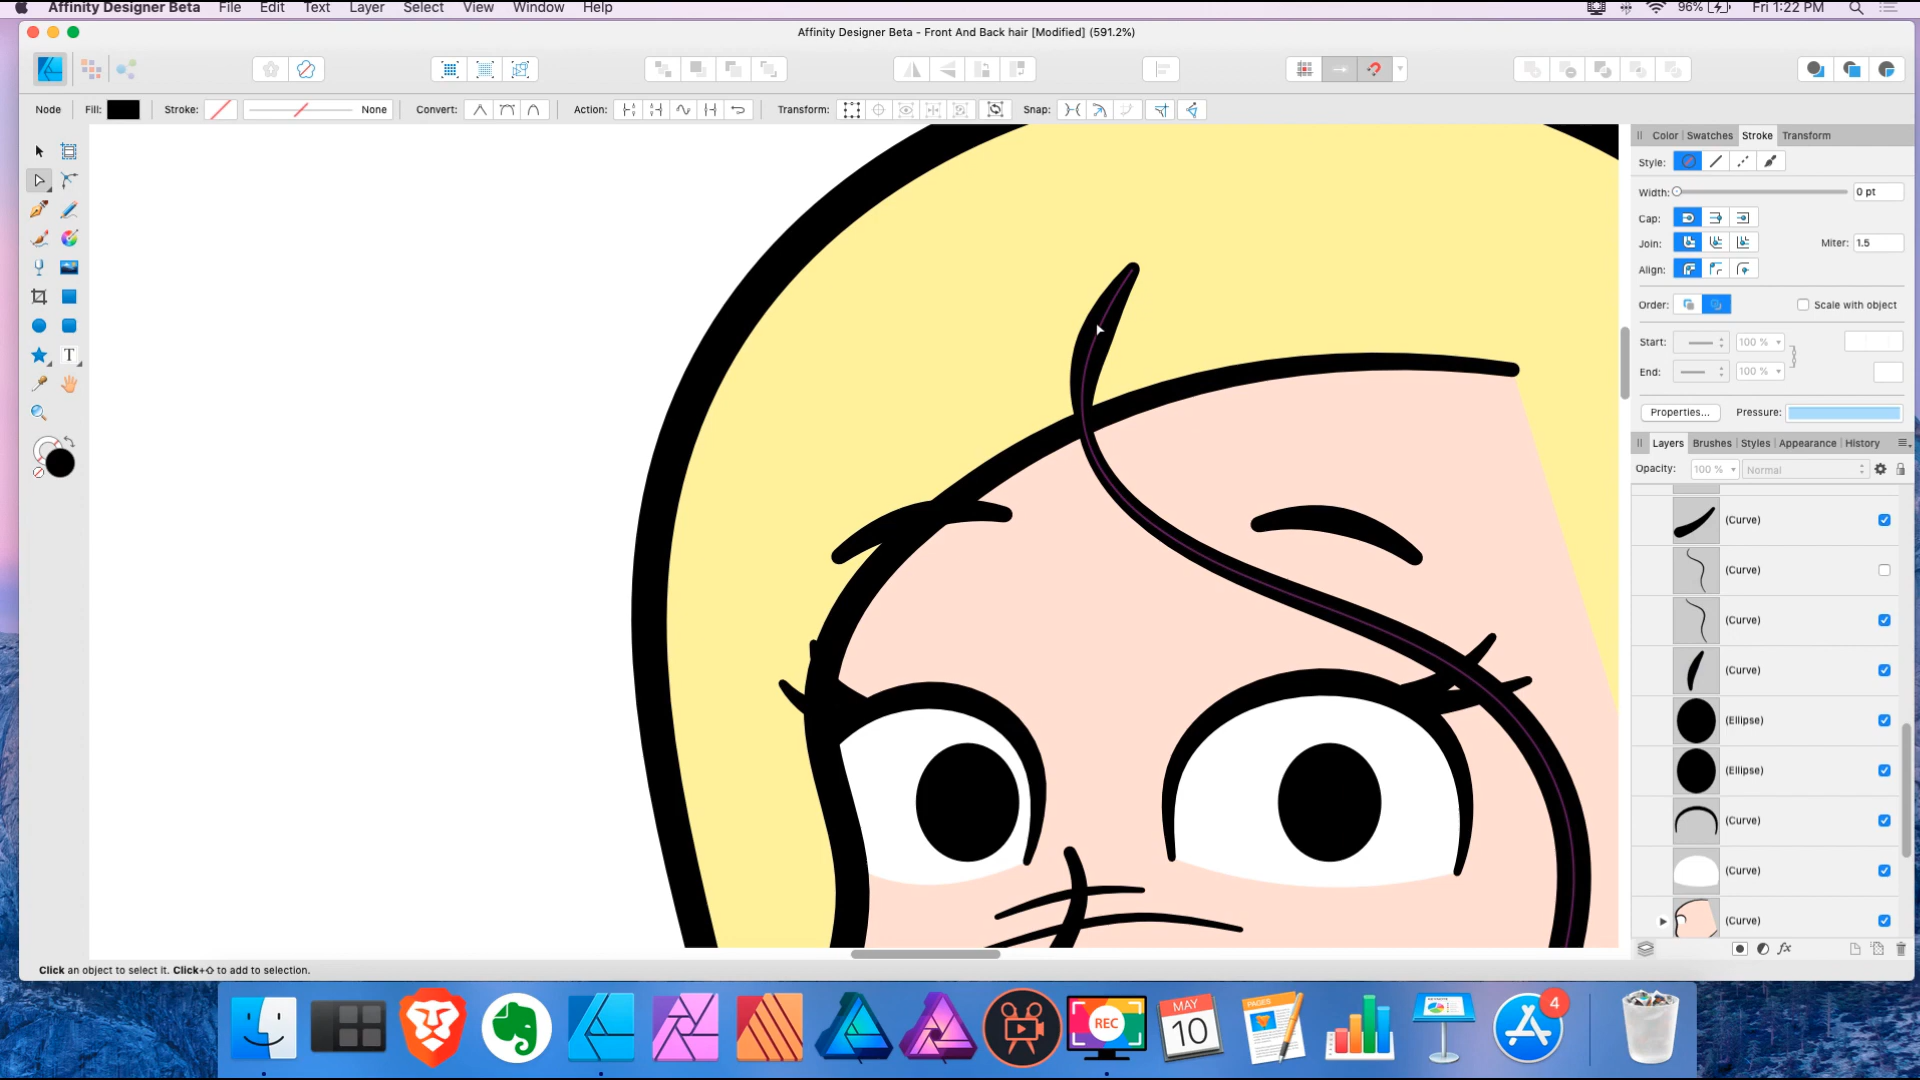 Affinity Designer Beta File Edit Text Layer Select View Window Help 96% Fri 1:22 PM
Affinity Designer Beta - Front And Back hair [Modified] (591.2%)
Node Fill: Stroke: None Convert: Action: Transform: Snap:
Color Swatches Stroke Transform
Style:
Width: 0 pt
Cap:
Join: Miter: 1.5
Align:
Order: Scale with object
Start: 100 %
End: 100 %
Properties... Pressure:
Layers Brushes Styles Appearance History
Opacity: 100 % Normal
(Curve)
(Curve)
(Curve)
(Curve)
(Ellipse)
(Ellipse)
(Curve)
(Curve)
(Curve)
fx
T
Click an object to select it. Click+⇧ to add to selection.
REC
MAY
10
PAGES
4